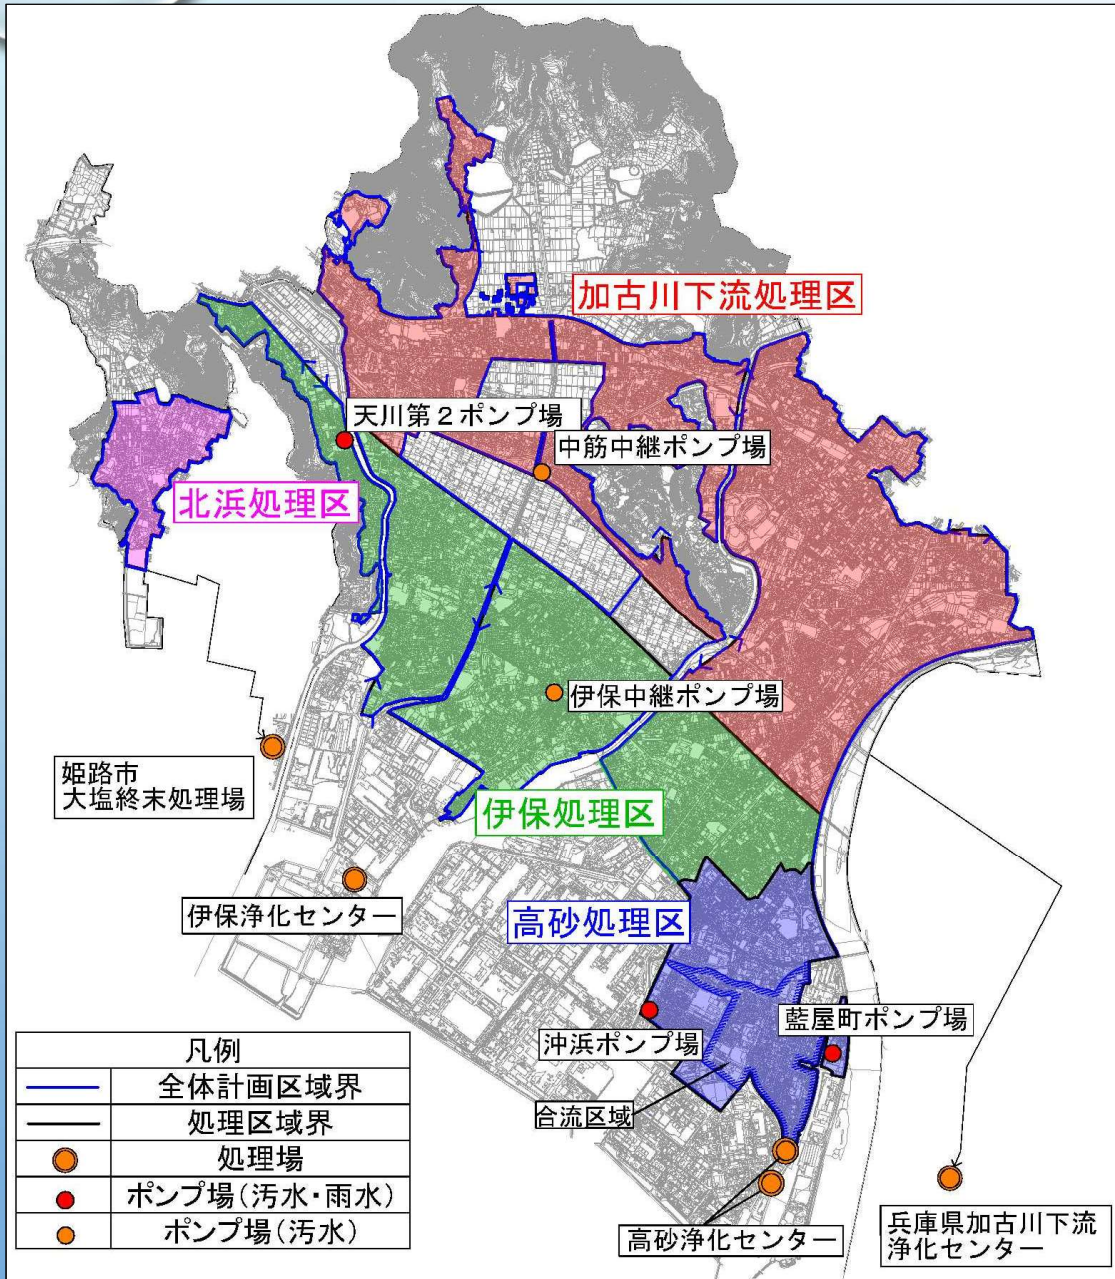 加古川下流処理区
天川第2ポンプ場
中筋中継ポンプ場
北浜処理区
伊保中継ポンプ場
姫路市
大塩終末処理場
伊保処理区
伊保浄化センター
高砂処理区
藍屋町ポンプ場
沖浜ポンプ場
合流区域
高砂浄化センター
兵庫県加古川下流
浄化センター
凡例
全体計画区域界
処理区域界
処理場
ポンプ場(汚水・雨水)
ポンプ場(汚水)